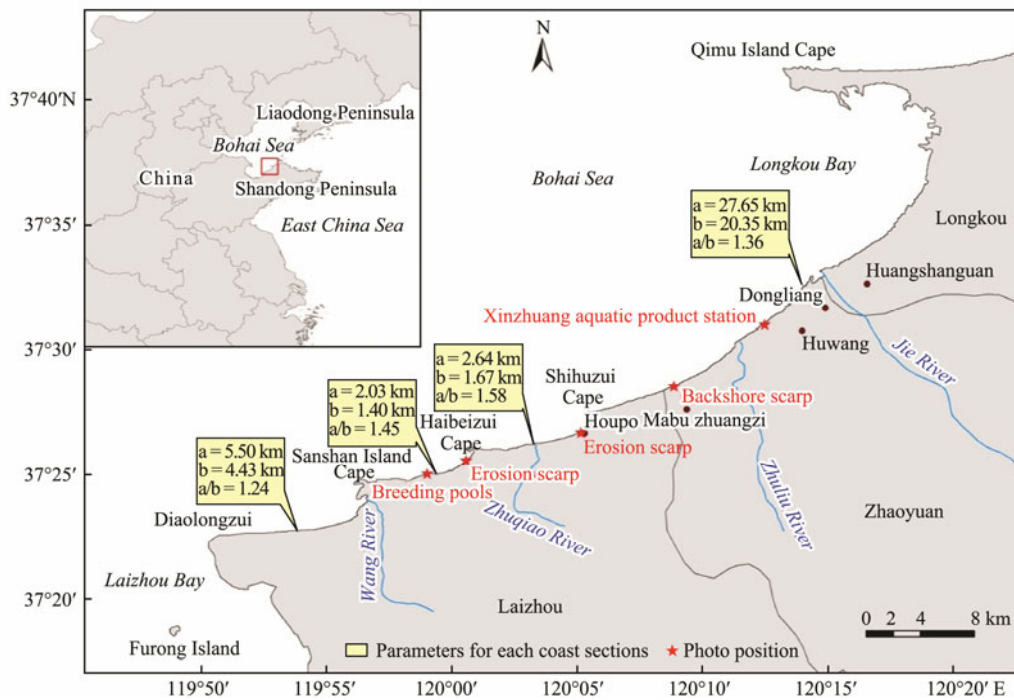 N
Qimu Island Cape
37°40′N
Liaodong Peninsula
Bohai Sea
China
Shandong Peninsula
East China Sea
Bohai Sea
Longkou Bay
37°35′
a = 27.65 km
b = 20.35 km
a/b = 1.36
Longkou
Huangshanguan
Dongliang
Xinzhuang aquatic product station
Huwang
37°30′
Jie River
a = 2.64 km
b = 1.67 km
a/b = 1.58
Shihuzui
Cape
Backshore scarp
a = 2.03 km
b = 1.40 km
a/b = 1.45
Haibeizui
Cape
Houpo
Mabu zhuangzi
Erosion scarp
37°25′
a = 5.50 km
b = 4.43 km
a/b = 1.24
Sanshan Island
Cape
Erosion scarp
Breeding pools
Diaolongzui
Wang River
Zhuqiao River
Zhuliu River
Zhaoyuan
Laizhou Bay
37°20′
Laizhou
0 2 4 8 km
Furong Island
Parameters for each coast sections
Photo position
119°50′ 119°55′ 120°00′ 120°05′ 120°10′ 120°15′ 120°20′ E